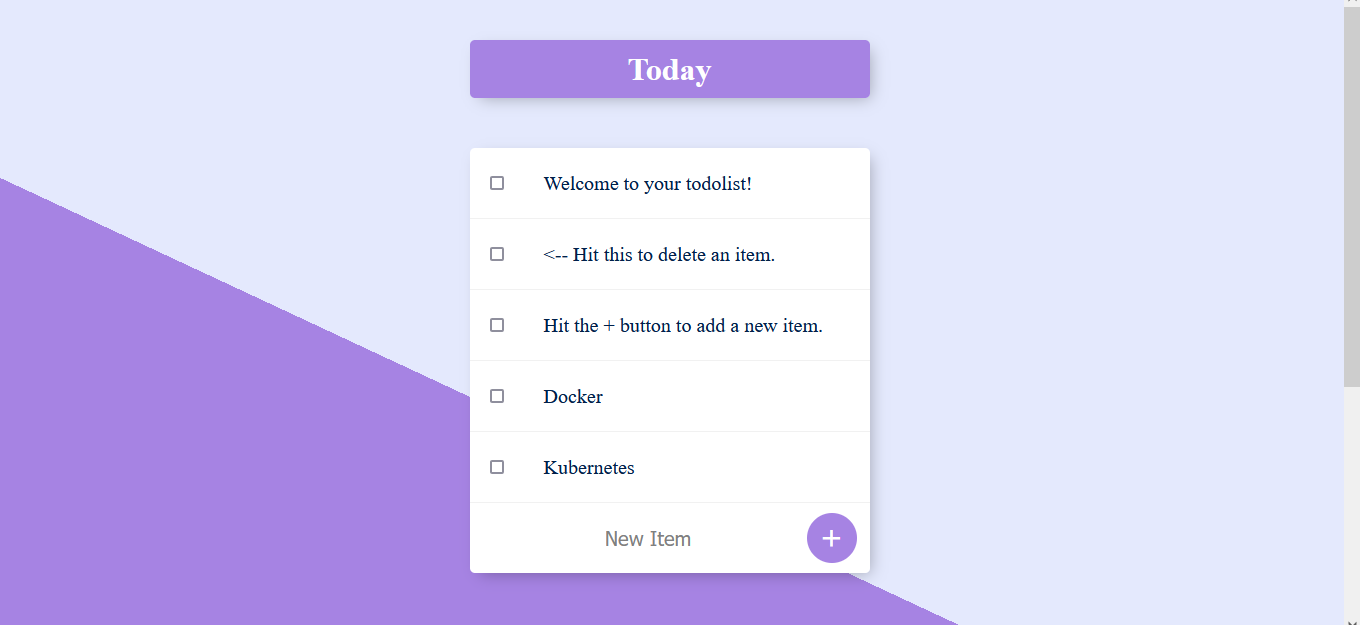 Today
Welcome to your todolist!
<-- Hit this to delete an item.
Hit the + button to add a new item.
Docker
Kubernetes
New Item +